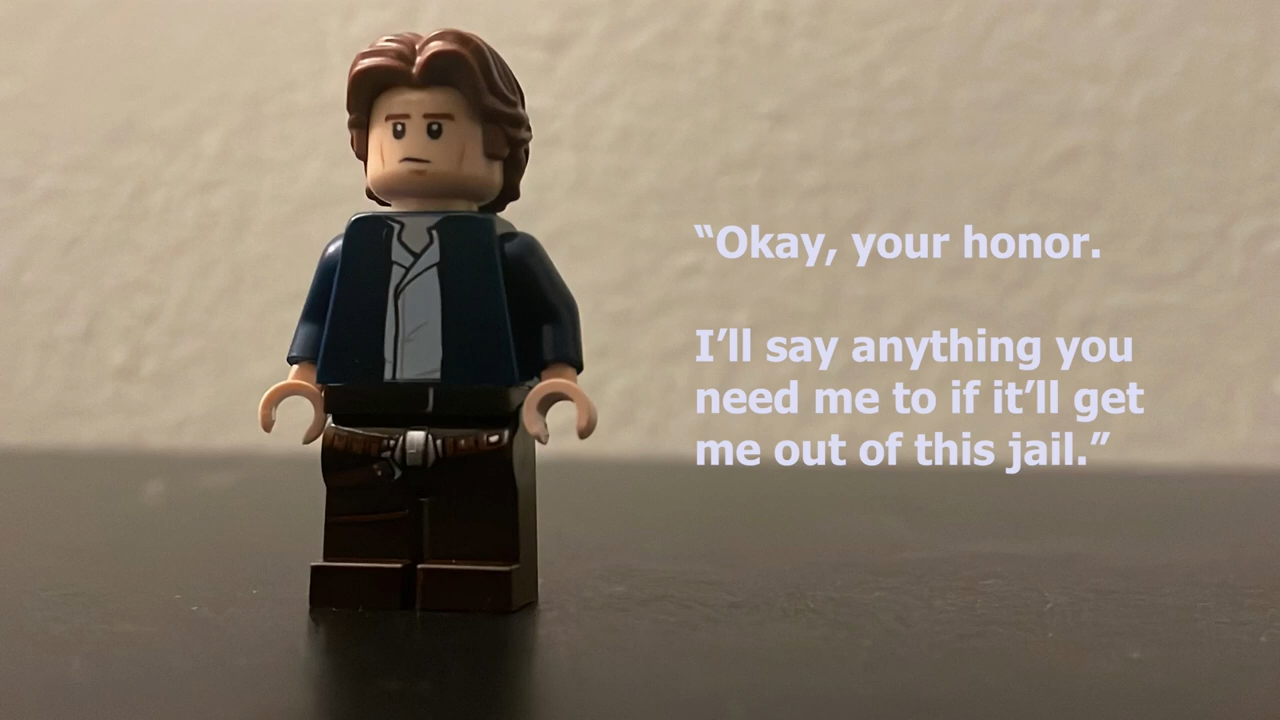 “Okay, your honor.
I’ll say anything you
need me to if it’ll get
me out of this jail.”